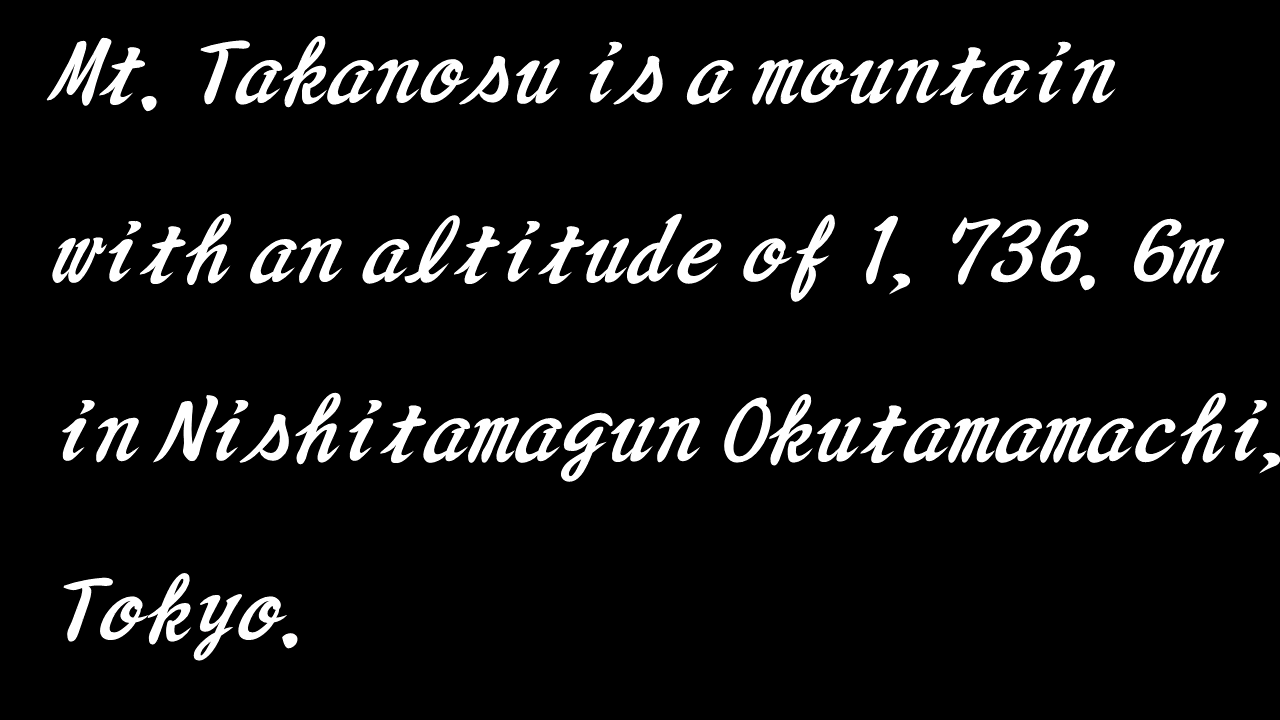 Mt. Takanosu is a mountain
with an altitude of 1, 736. 6m
in Nishitamagun Okutamamachi,
Tokyo.